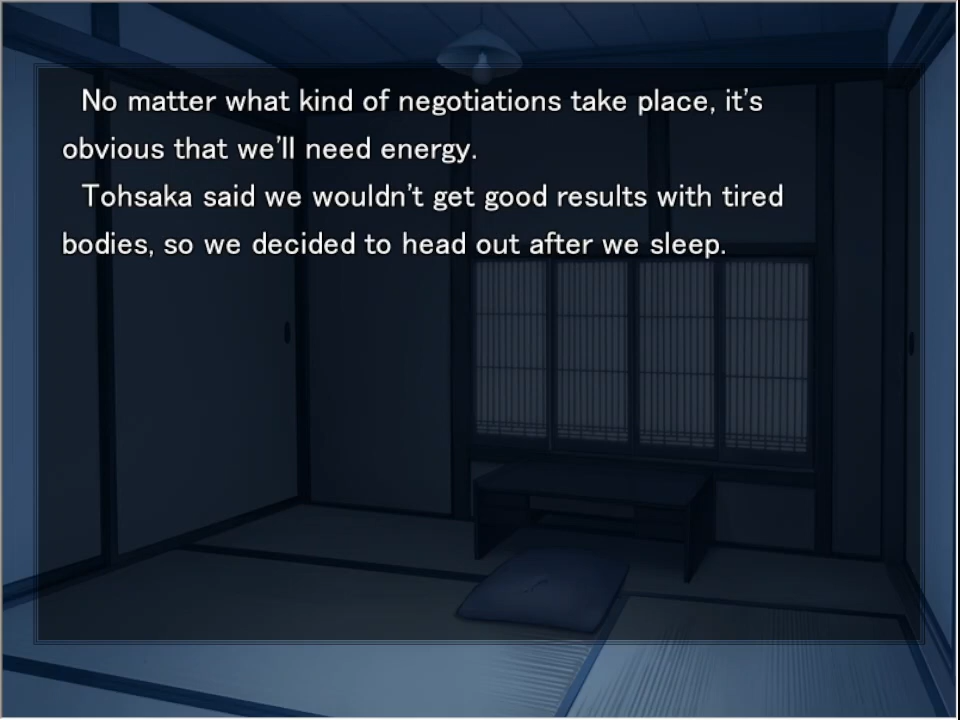 No matter what kind of negotiations take place, it's
obvious that we'll need energy.
Tohsaka said we wouldn't get good results with tired
bodies, so we decided to head out after we sleep.